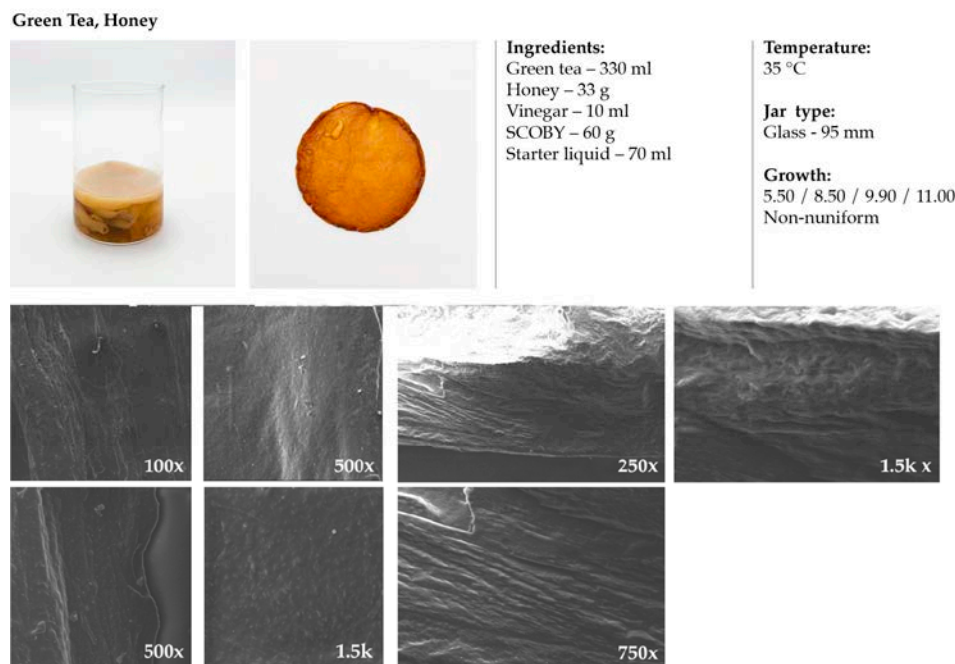 Green Tea, Honey
Ingredients:
Green tea – 330 ml
Honey – 33 g
Vinegar – 10 ml
SCOBY – 60 g
Starter liquid – 70 ml
Temperature:
35 °C
Jar type:
Glass - 95 mm
Growth:
5.50 / 8.50 / 9.90 / 11.00
Non-nuniform
100x
500x
250x
1.5k x
500x
1.5k
750x